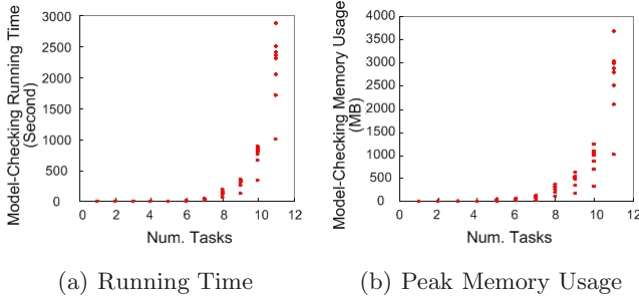 Model-Checking Running Time
(Second)
3000
2500
2000
1500
1000
500
0
0 2 4 6 8 10 12
Num. Tasks
(a) Running Time
Model-Checking Memory Usage
(MB)
4000
3500
3000
2500
2000
1500
1000
500
0
0 2 4 6 8 10 12
Num. Tasks
(b) Peak Memory Usage